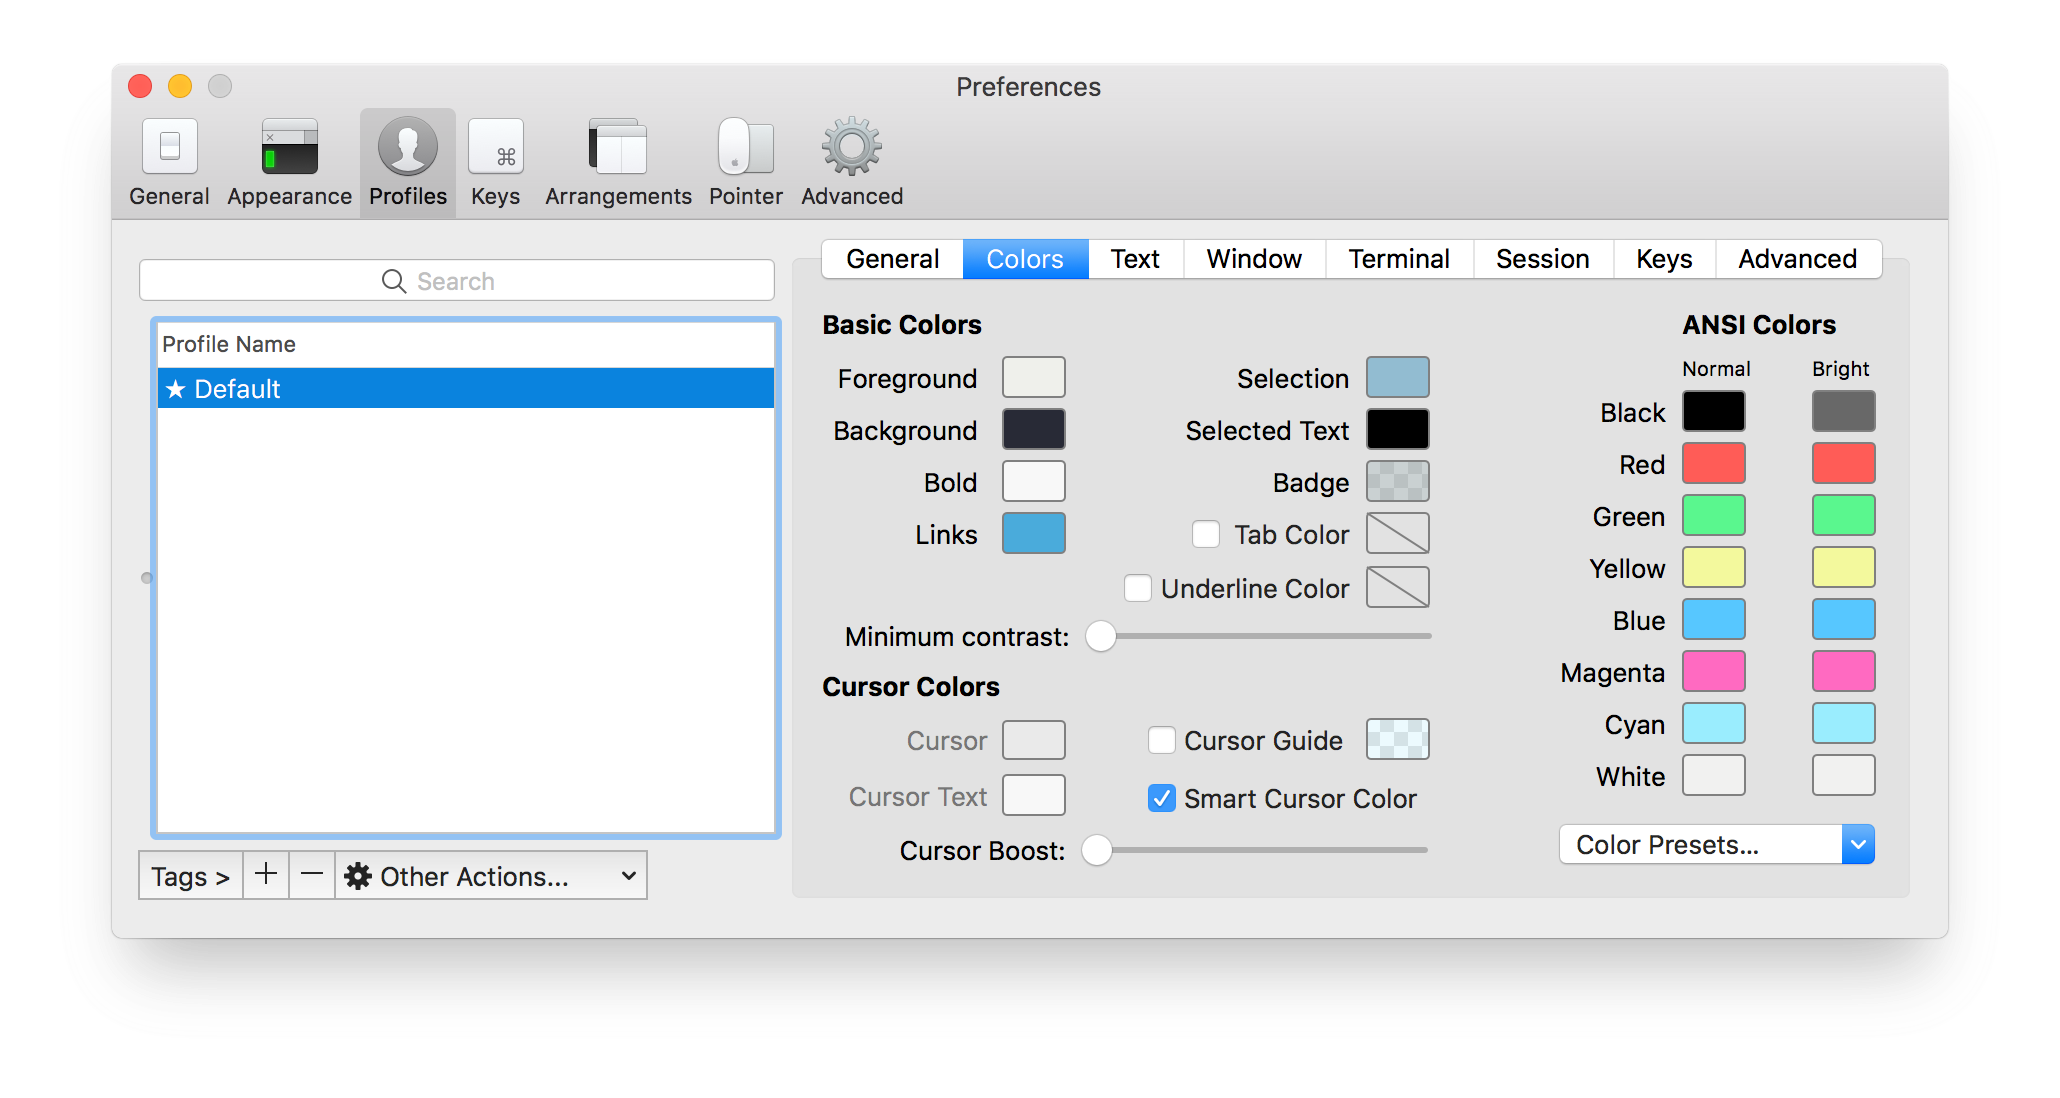 Preferences
General Appearance Profiles Keys Arrangements Pointer Advanced
Search
Profile Name
★ Default
Tags > + − Other Actions...
General Colors Text Window Terminal Session Keys Advanced
Basic Colors
Foreground
Background
Bold
Links
Selection
Selected Text
Badge
Tab Color
Underline Color
Minimum contrast:
Cursor Colors
Cursor
Cursor Text
Cursor Guide
Smart Cursor Color
Cursor Boost:
ANSI Colors
Normal Bright
Black
Red
Green
Yellow
Blue
Magenta
Cyan
White
Color Presets...